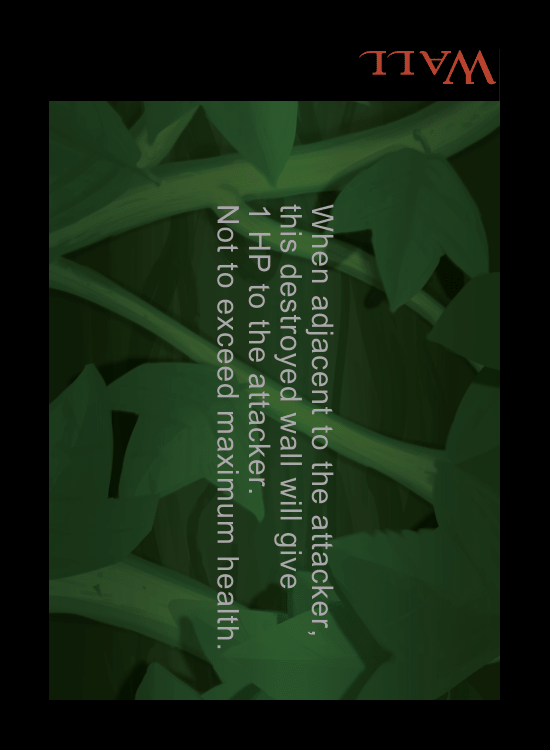 WALL
When adjacent to the attacker,
this destroyed wall will give
1 HP to the attacker.
Not to exceed maximum health.